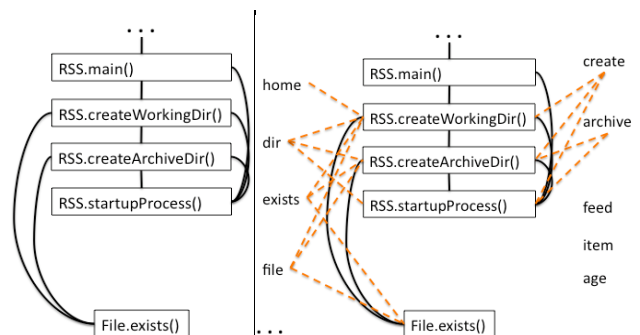 ...
RSS.main()
RSS.createWorkingDir()
RSS.createArchiveDir()
RSS.startupProcess()
File.exists()
...
home
dir
exists
file
...
RSS.main()
RSS.createWorkingDir()
RSS.createArchiveDir()
RSS.startupProcess()
File.exists()
create
archive
feed
item
age